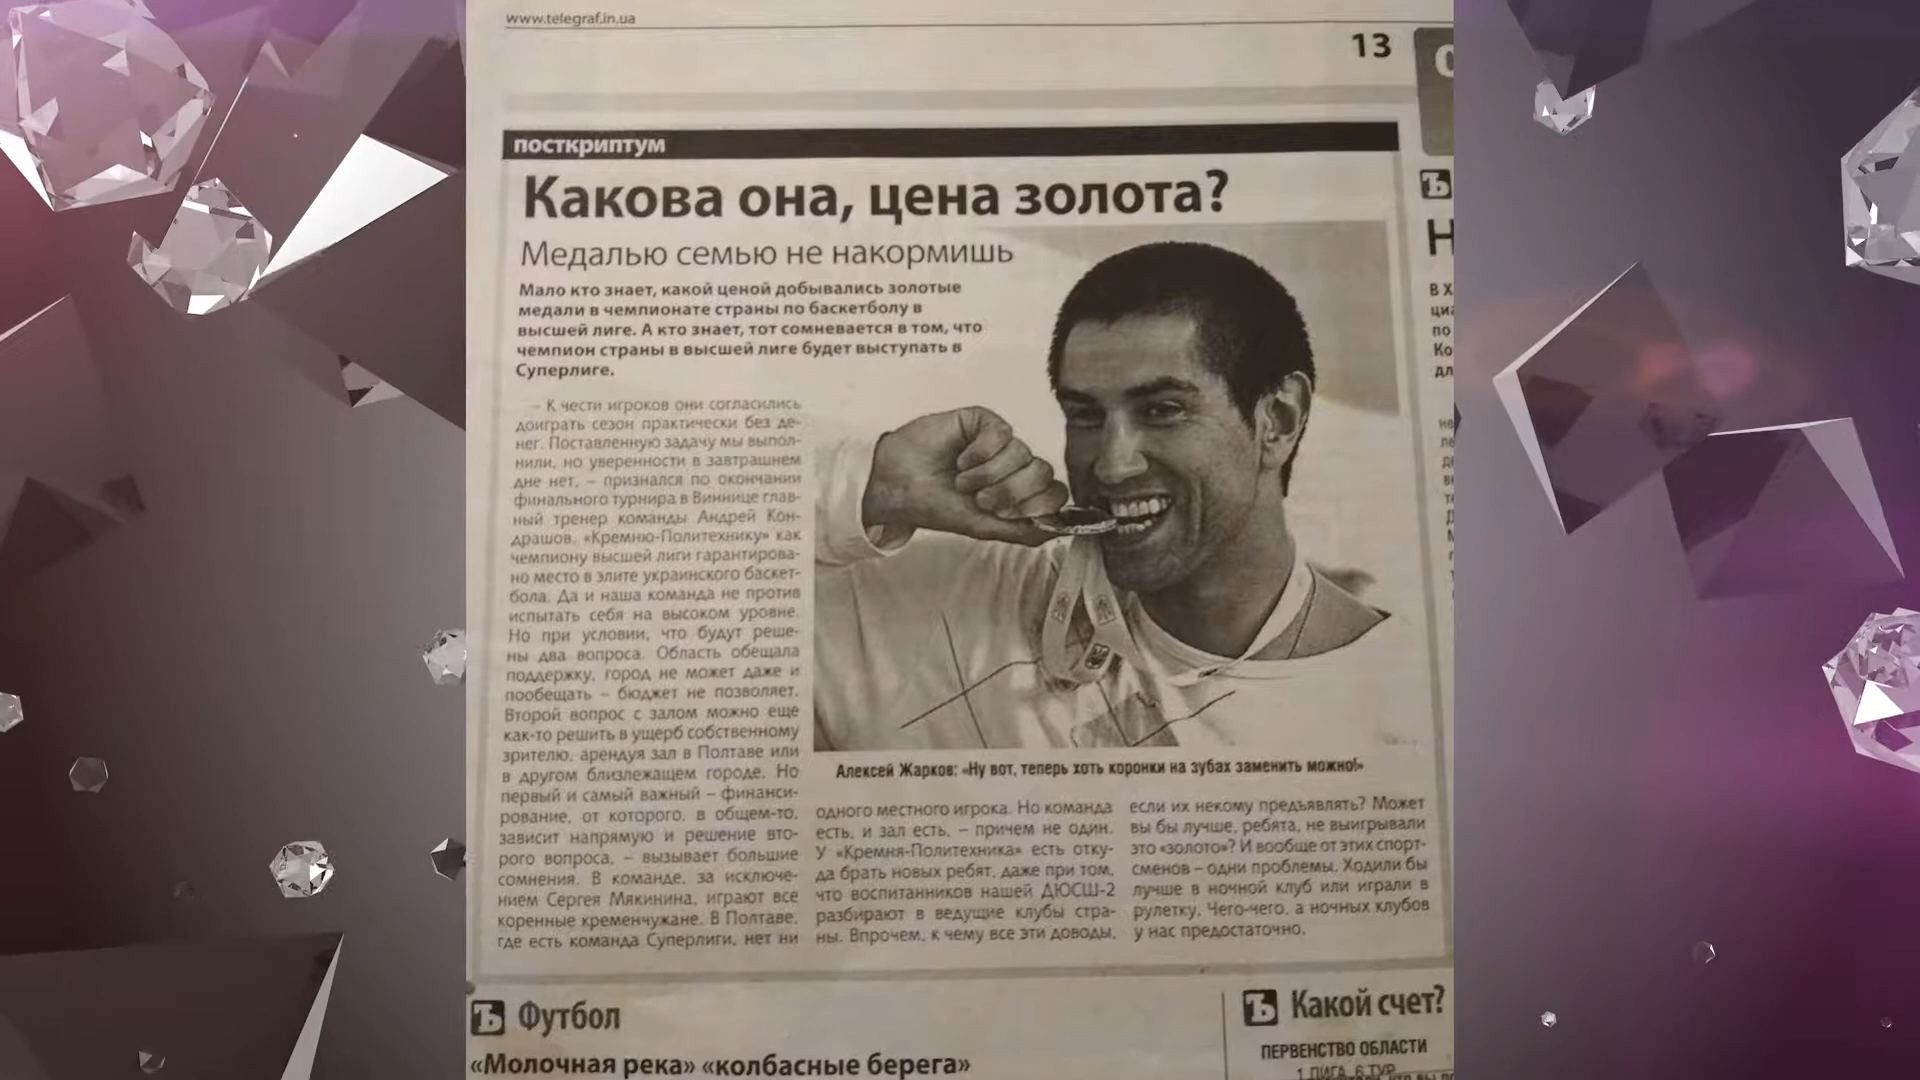 www.telegraf.in.ua
13
посткриптум
Какова она, цена золота?
Медалью семью не накормишь
Мало кто знает, какой ценой добывались золотые
медали в чемпионате страны по баскетболу в
высшей лиге. А кто знает, тот сомневается в том, что
чемпион страны в высшей лиге будет выступать в
Суперлиге.
– К чести игроков они согласились
доиграть сезон практически без де-
нег. Поставленную задачу мы выпол-
нили, но уверенности в завтрашнем
дне нет, – признался по окончании
финального турнира в Виннице глав-
ный тренер команды Андрей Кон-
драшов. «Кремню-Политехнику» как
чемпиону высшей лиги гарантирова-
но место в элите украинского баскет-
бола. Да и наша команда не против
испытать себя на высоком уровне.
Но при условии, что будут реше-
ны два вопроса. Область обещала
поддержку, город не может даже и
пообещать – бюджет не позволяет.
Второй вопрос с залом можно еще
как-то решить в ущерб собственному
зрителю, арендуя зал в Полтаве или
в другом близлежащем городе. Но
первый и самый важный – финанси-
рование, от которого, в общем-то,
зависит напрямую и решение вто-
рого вопроса, – вызывает большие
сомнения. В команде, за исключе-
нием Сергея Мякинина, играют все
коренные кременчужане. В Полтаве,
где есть команда Суперлиги, нет ни
Алексей Жарков: «Ну вот, теперь хоть коронки на зубах заменить можно!»
одного местного игрока. Но команда
есть, и зал есть, – причем не один.
У «Кремня-Политехника» есть отку-
да брать новых ребят, даже при том,
что воспитанников нашей ДЮСШ-2
разбирают в ведущие клубы стра-
ны. Впрочем, к чему все эти доводы,
если их некому предъявлять? Может
вы бы лучше, ребята, не выигрывали
это «золото»? И вообще от этих спорт-
сменов – одни проблемы. Ходили бы
лучше в ночной клуб или играли в
рулетку. Чего-чего, а ночных клубов
у нас предостаточно.
Ъ Футбол
«Молочная река» «колбасные берега»
Ъ Какой счет?
ПЕРВЕНСТВО ОБЛАСТИ
1 ЛИГА. 6 ТУР
Ъ
Н
В Х
циа
по
Ко
дл